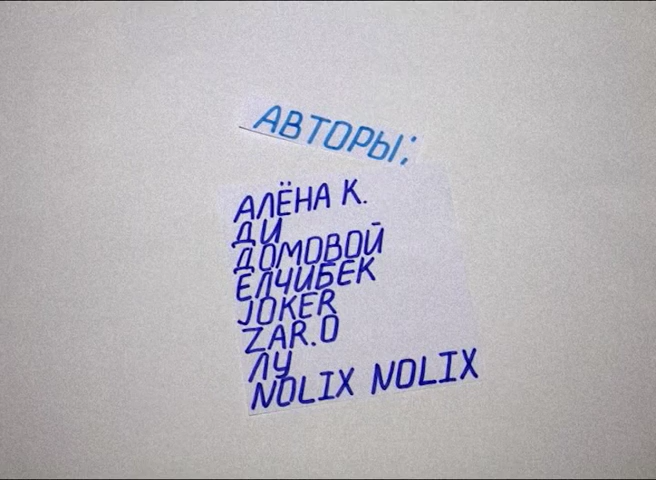 АВТОРЫ;
АЛЁНА К.
ДИ
ДОМОВОЙ
ЕЛЧИБЕК
JOKER
ZAR.O
ЛУ
NOLIX NOLIX